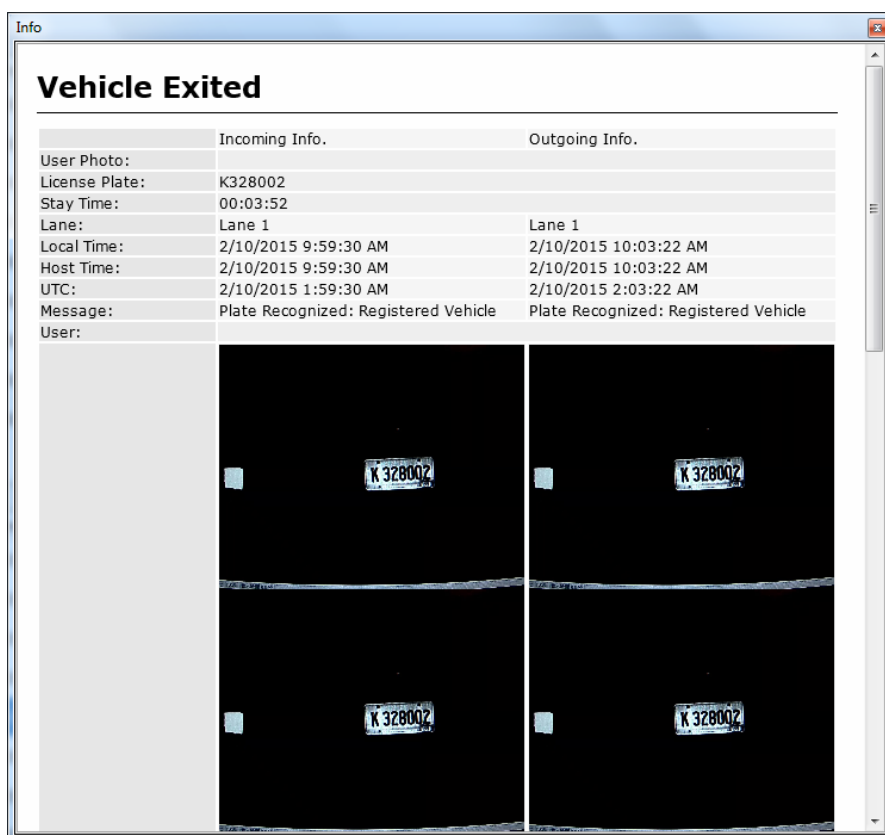 Info
Vehicle Exited
Incoming Info. Outgoing Info.
User Photo:
License Plate: K328002
Stay Time: 00:03:52
Lane: Lane 1 Lane 1
Local Time: 2/10/2015 9:59:30 AM 2/10/2015 10:03:22 AM
Host Time: 2/10/2015 9:59:30 AM 2/10/2015 10:03:22 AM
UTC: 2/10/2015 1:59:30 AM 2/10/2015 2:03:22 AM
Message: Plate Recognized: Registered Vehicle Plate Recognized: Registered Vehicle
User:
K 328002 K 328002
K 328002 K 328002